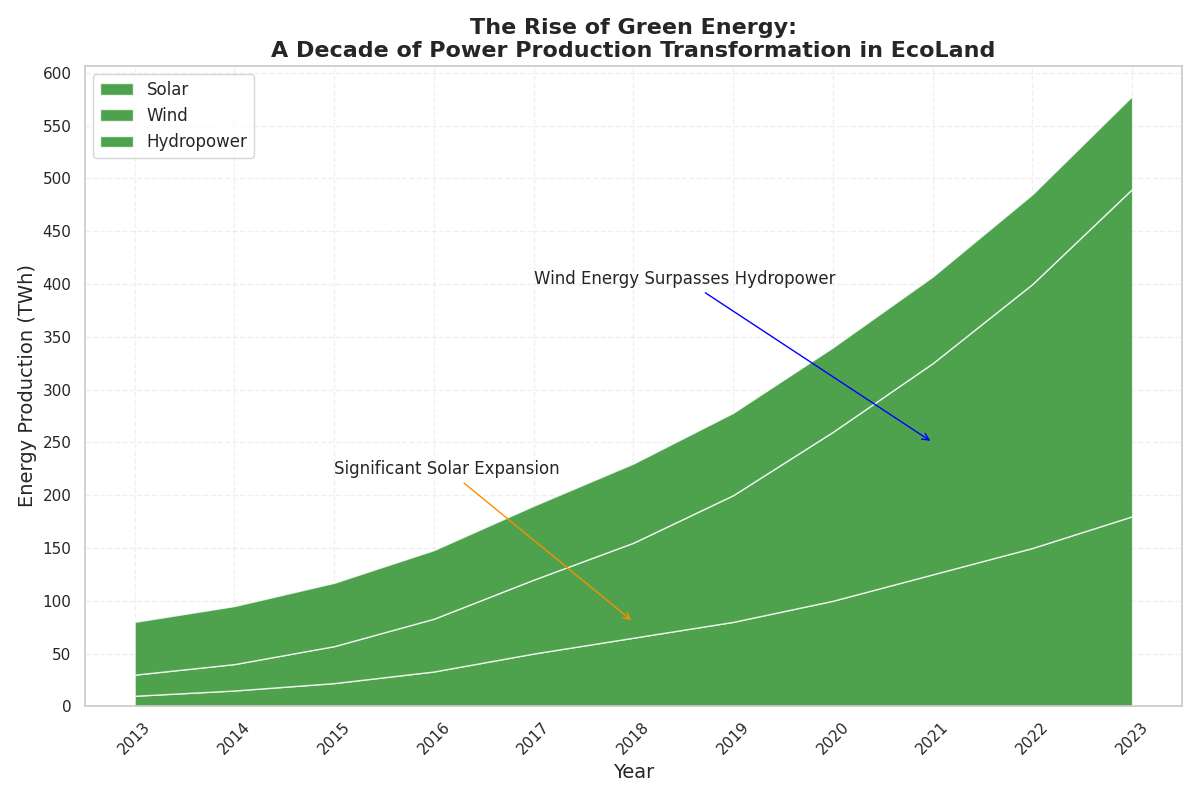 The Rise of Green Energy:
A Decade of Power Production Transformation in EcoLand
Solar
Wind
Hydropower
Wind Energy Surpasses Hydropower
Significant Solar Expansion
Energy Production (TWh)
600
550
500
450
400
350
300
250
200
150
100
50
0
2013
2014
2015
2016
2017
2018
2019
2020
2021
2022
2023
Year